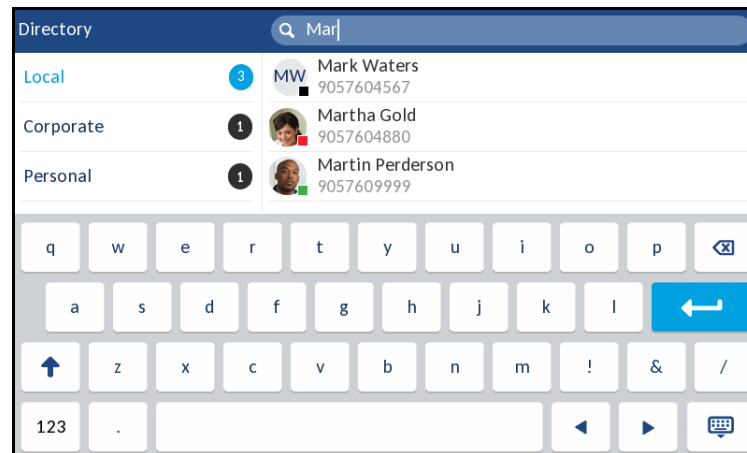 Directory
Mar
Local 3
Corporate 1
Personal 1
MW Mark Waters
9057604567
Martha Gold
9057604880
Martin Perderson
9057609999
q w e r t y u i o p
a s d f g h j k l
z x c v b n m ! & /
123 .